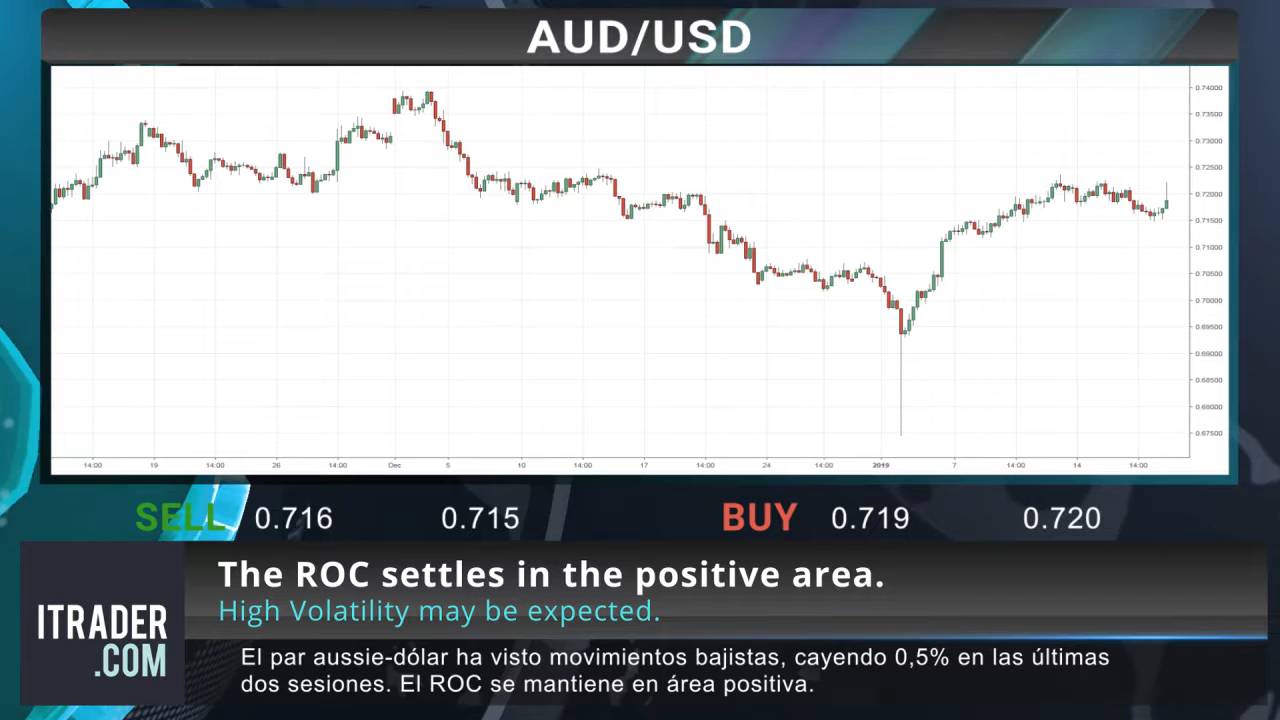 AUD/USD
0.74000
0.73500
0.73000
0.72500
0.72000
0.71500
0.71000
0.70500
0.70000
0.69500
0.69000
0.68500
0.68000
0.67500
14:00 19 14:00 26 14:00 Dec 5 10 14:00 17 14:00 24 14:00 2019 7 14:00 14 14:00
SELL 0.716 0.715 BUY 0.719 0.720
The ROC settles in the positive area.
High Volatility may be expected.
ITRADER
.COM
El par aussie-dólar ha visto movimientos bajistas, cayendo 0,5% en las últimas
dos sesiones. El ROC se mantiene en área positiva.